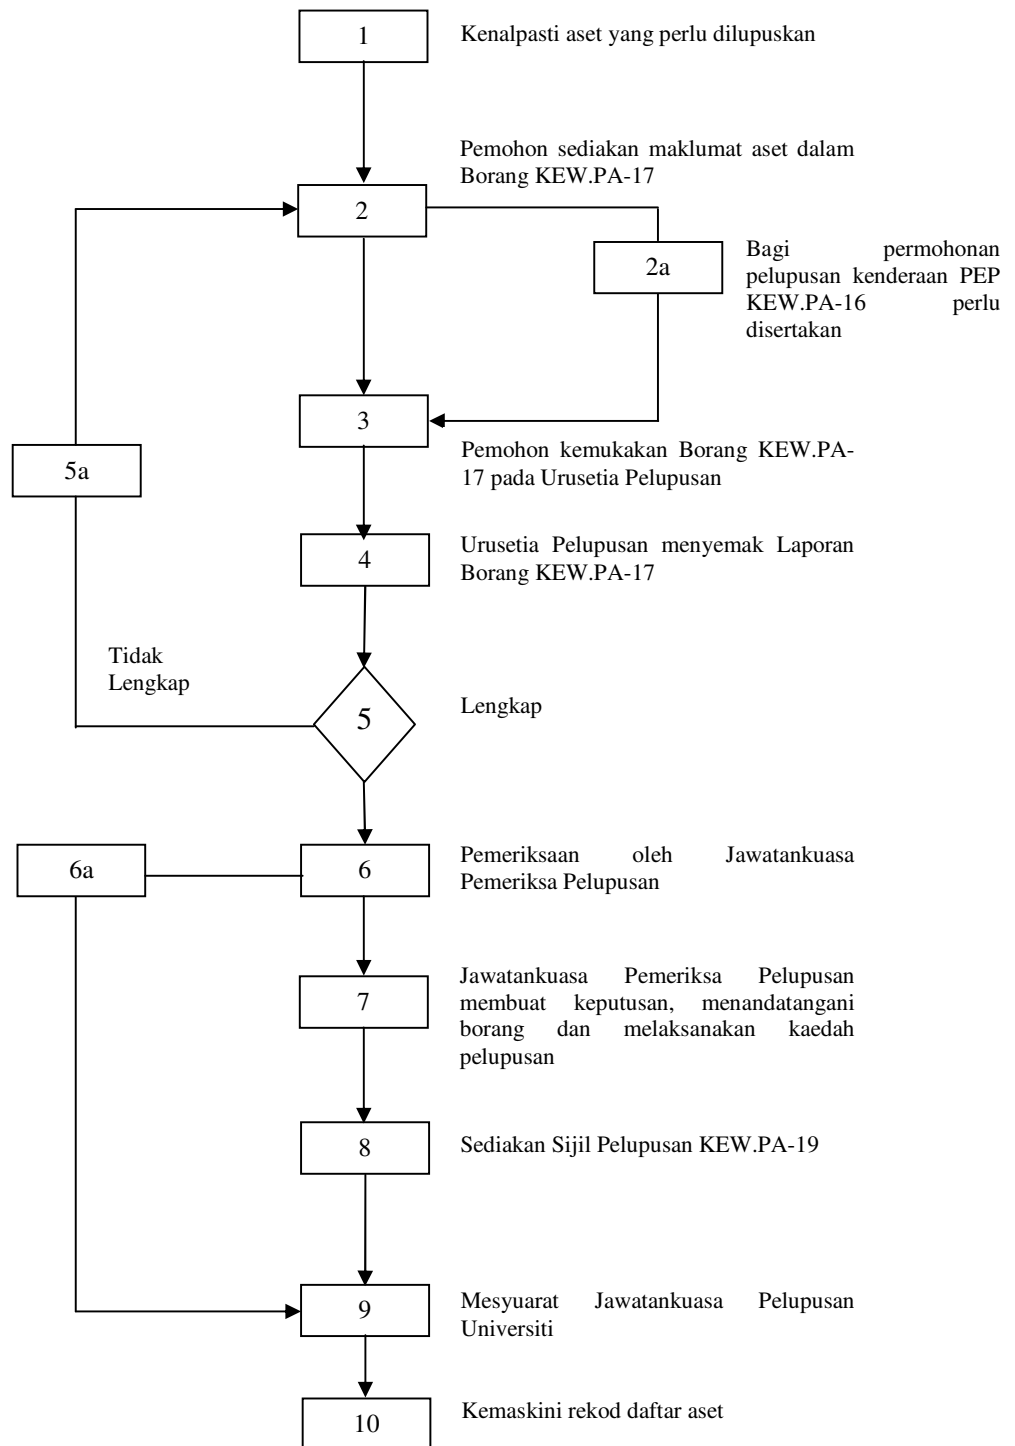 1
Kenalpasti aset yang perlu dilupuskan
Pemohon sediakan maklumat aset dalam
Borang KEW.PA-17
2
2a
Bagi permohonan
pelupusan kenderaan PEP
KEW.PA-16 perlu
disertakan
3
Pemohon kemukakan Borang KEW.PA-
17 pada Urusetia Pelupusan
5a
4
Urusetia Pelupusan menyemak Laporan
Borang KEW.PA-17
Tidak
Lengkap
5
Lengkap
6a
6
Pemeriksaan oleh Jawatankuasa
Pemeriksa Pelupusan
7
Jawatankuasa Pemeriksa Pelupusan
membuat keputusan, menandatangani
borang dan melaksanakan kaedah
pelupusan
8
Sediakan Sijil Pelupusan KEW.PA-19
9
Mesyuarat Jawatankuasa Pelupusan
Universiti
10
Kemaskini rekod daftar aset